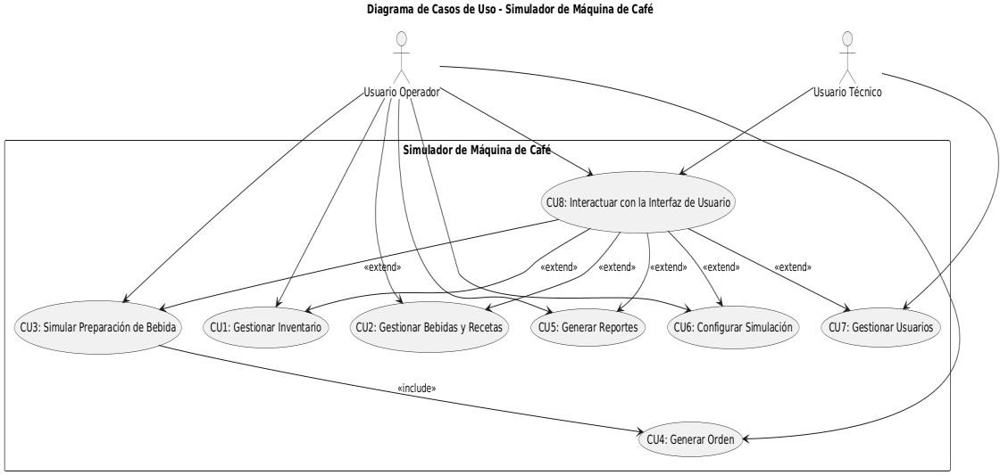 Diagrama de Casos de Uso - Simulador de Máquina de Café
Usuario Operador
Usuario Técnico
Simulador de Máquina de Café
CU8: Interactuar con la Interfaz de Usuario
«extend»
«extend»
«extend»
«extend»
«extend»
«extend»
CU3: Simular Preparación de Bebida
CU1: Gestionar Inventario
CU2: Gestionar Bebidas y Recetas
CU5: Generar Reportes
CU6: Configurar Simulación
CU7: Gestionar Usuarios
«include»
CU4: Generar Orden